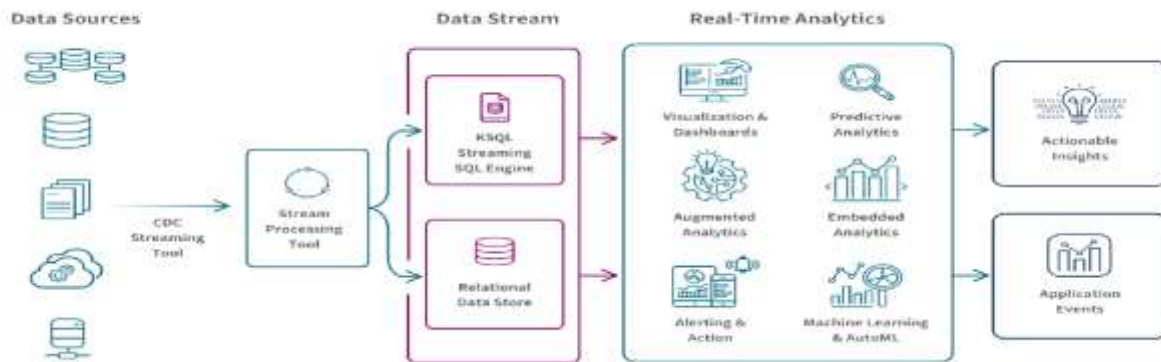 Data Sources
Data Stream
Real-Time Analytics
CDC
Streaming
Tool
Stream
Processing
Tool
KSQL
Streaming
SQL Engine
Relational
Data Store
Visualization &
Dashboards
Predictive
Analytics
Augmented
Analytics
Embedded
Analytics
Alerting &
Action
Machine Learning
& AutoML
Actionable
Insights
Application
Events